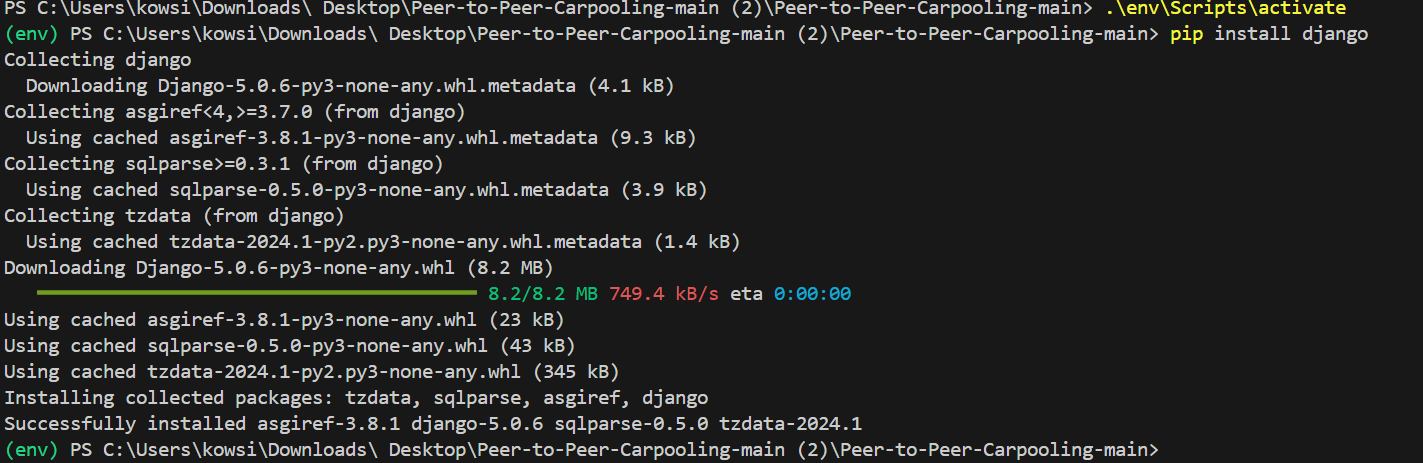 PS C:\Users\kowsi\Downloads\ Desktop\Peer-to-Peer-Carpooling-main (2)\Peer-to-Peer-Carpooling-main> .\env\Scripts\activate
(env) PS C:\Users\kowsi\Downloads\ Desktop\Peer-to-Peer-Carpooling-main (2)\Peer-to-Peer-Carpooling-main> pip install django
Collecting django
  Downloading Django-5.0.6-py3-none-any.whl.metadata (4.1 kB)
Collecting asgiref<4,>=3.7.0 (from django)
  Using cached asgiref-3.8.1-py3-none-any.whl.metadata (9.3 kB)
Collecting sqlparse>=0.3.1 (from django)
  Using cached sqlparse-0.5.0-py3-none-any.whl.metadata (3.9 kB)
Collecting tzdata (from django)
  Using cached tzdata-2024.1-py2.py3-none-any.whl.metadata (1.4 kB)
Downloading Django-5.0.6-py3-none-any.whl (8.2 MB)
8.2/8.2 MB 749.4 kB/s eta 0:00:00
Using cached asgiref-3.8.1-py3-none-any.whl (23 kB)
Using cached sqlparse-0.5.0-py3-none-any.whl (43 kB)
Using cached tzdata-2024.1-py2.py3-none-any.whl (345 kB)
Installing collected packages: tzdata, sqlparse, asgiref, django
Successfully installed asgiref-3.8.1 django-5.0.6 sqlparse-0.5.0 tzdata-2024.1
(env) PS C:\Users\kowsi\Downloads\ Desktop\Peer-to-Peer-Carpooling-main (2)\Peer-to-Peer-Carpooling-main>